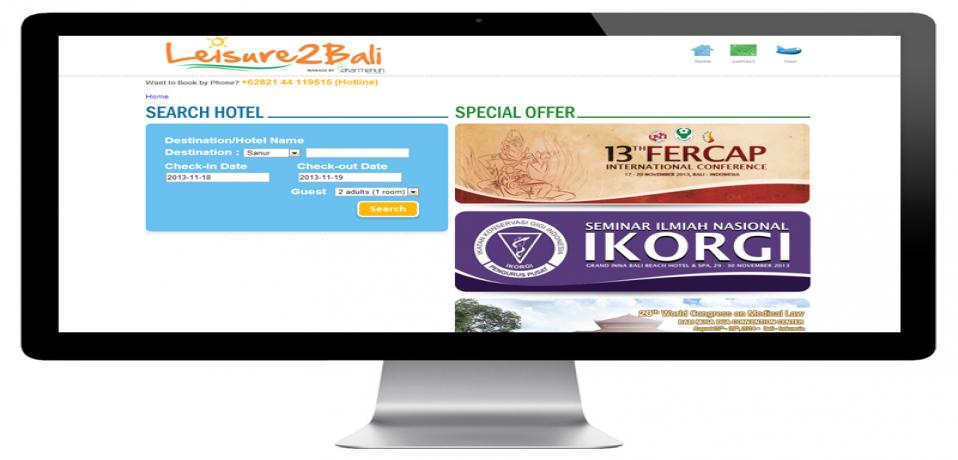 Leisure2Bali
MANAGE BY
home
contact
tour
Want to Book by Phone? +62821 44 119515 (Hotline)
Home
SEARCH HOTEL
Destination/Hotel Name
Destination : Sanur
Check-in Date
Check-out Date
2013-11-18
2013-11-19
Guest 2 adults (1 room)
Search
SPECIAL OFFER
13TH FERCAP
INTERNATIONAL CONFERENCE
17 - 20 NOVEMBER 2013, BALI - INDONESIA
IKATAN KONSERVASI GIGI INDONESIA
IKORGI
PENGURUS PUSAT
SEMINAR ILMIAH NASIONAL
IKORGI
GRAND INNA BALI BEACH HOTEL & SPA, 29 - 30 NOVEMBER 2013
20th World Congress on Medical Law
BALI NUSA DUA CONVENTION CENTER
Bali - Indonesia